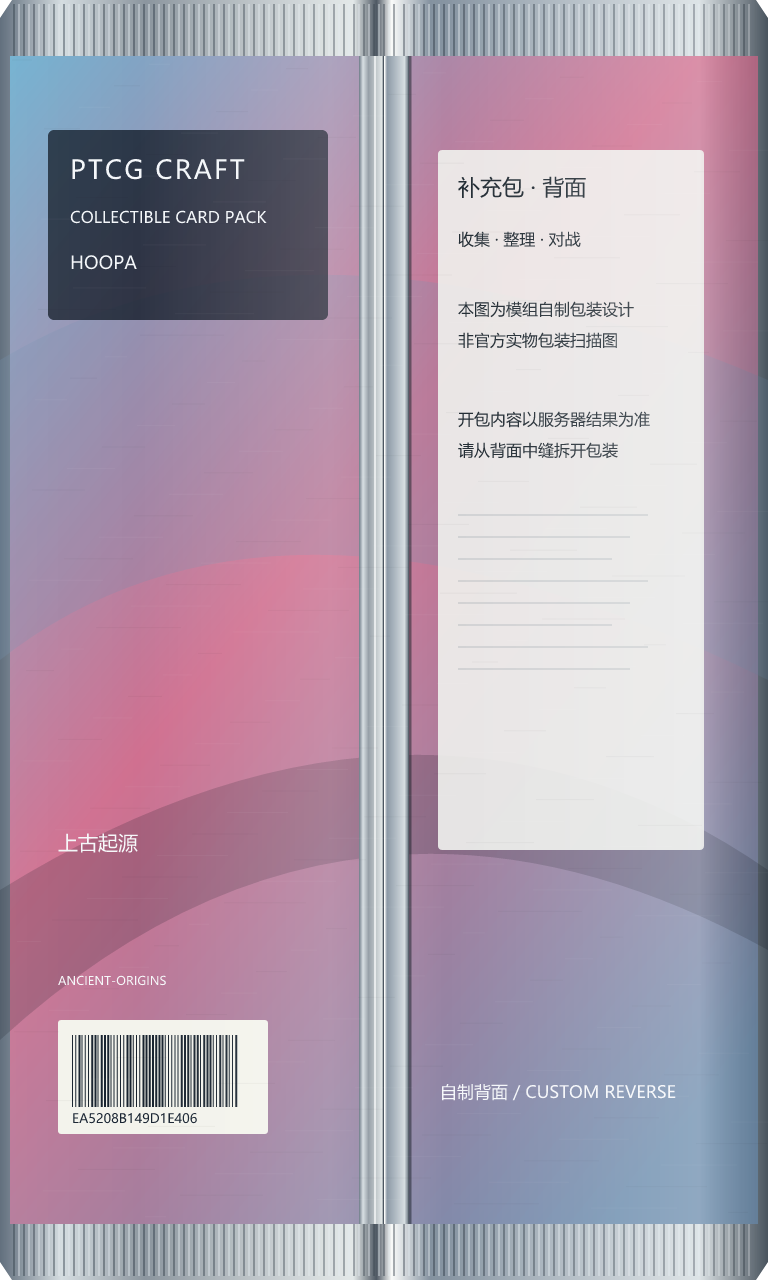 PTCG CRAFT
COLLECTIBLE CARD PACK
HOOPA
上古起源
ANCIENT-ORIGINS
EA5208B149D1E406
补充包 · 背面
收集 · 整理 · 对战
本图为模组自制包装设计
非官方实物包装扫描图
开包内容以服务器结果为准
请从背面中缝拆开包装
自制背面 / CUSTOM REVERSE